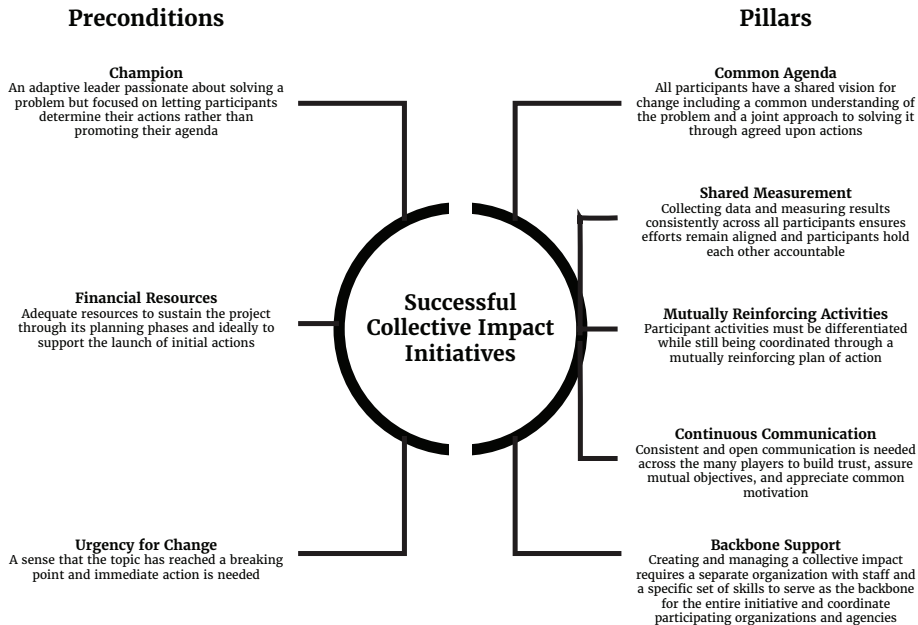 Preconditions
Champion
An adaptive leader passionate about solving a
problem but focused on letting participants
determine their actions rather than
promoting their agenda
Financial Resources
Adequate resources to sustain the project
through its planning phases and ideally to
support the launch of initial actions
Urgency for Change
A sense that the topic has reached a breaking
point and immediate action is needed
Successful
Collective Impact
Initiatives
Pillars
Common Agenda
All participants have a shared vision for
change including a common understanding of
the problem and a joint approach to solving it
through agreed upon actions
Shared Measurement
Collecting data and measuring results
consistently across all participants ensures
efforts remain aligned and participants hold
each other accountable
Mutually Reinforcing Activities
Participant activities must be differentiated
while still being coordinated through a
mutually reinforcing plan of action
Continuous Communication
Consistent and open communication is needed
across the many players to build trust, assure
mutual objectives, and appreciate common
motivation
Backbone Support
Creating and managing a collective impact
requires a separate organization with staff and
a specific set of skills to serve as the backbone
for the entire initiative and coordinate
participating organizations and agencies